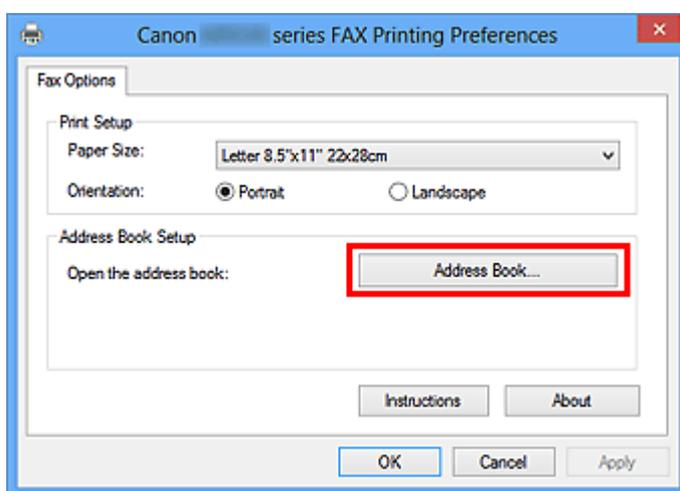 Canon series FAX Printing Preferences
Fax Options
Print Setup
Paper Size: Letter 8.5"x11" 22x28cm
Orientation: Portrait Landscape
Address Book Setup
Open the address book: Address Book...
Instructions About
OK Cancel Apply